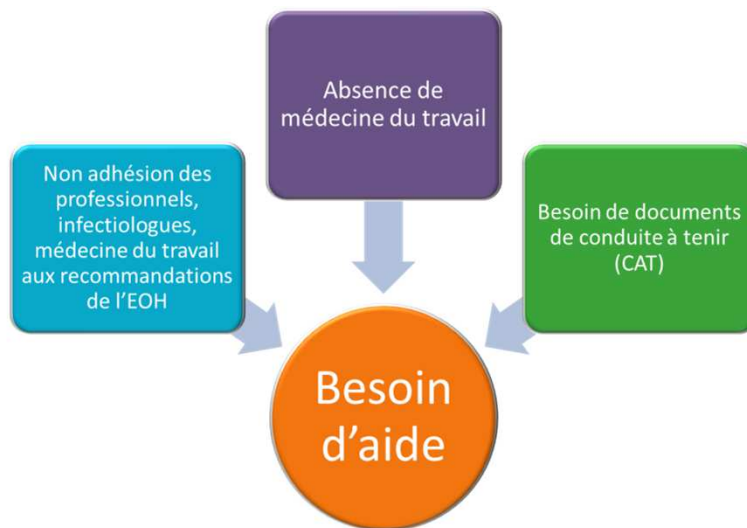 Absence de
médecine du travail
Non adhésion des
professionnels,
infectiologues,
médecine du travail
aux recommandations
de l'EOH
Besoin de documents
de conduite à tenir
(CAT)
Besoin
d'aide